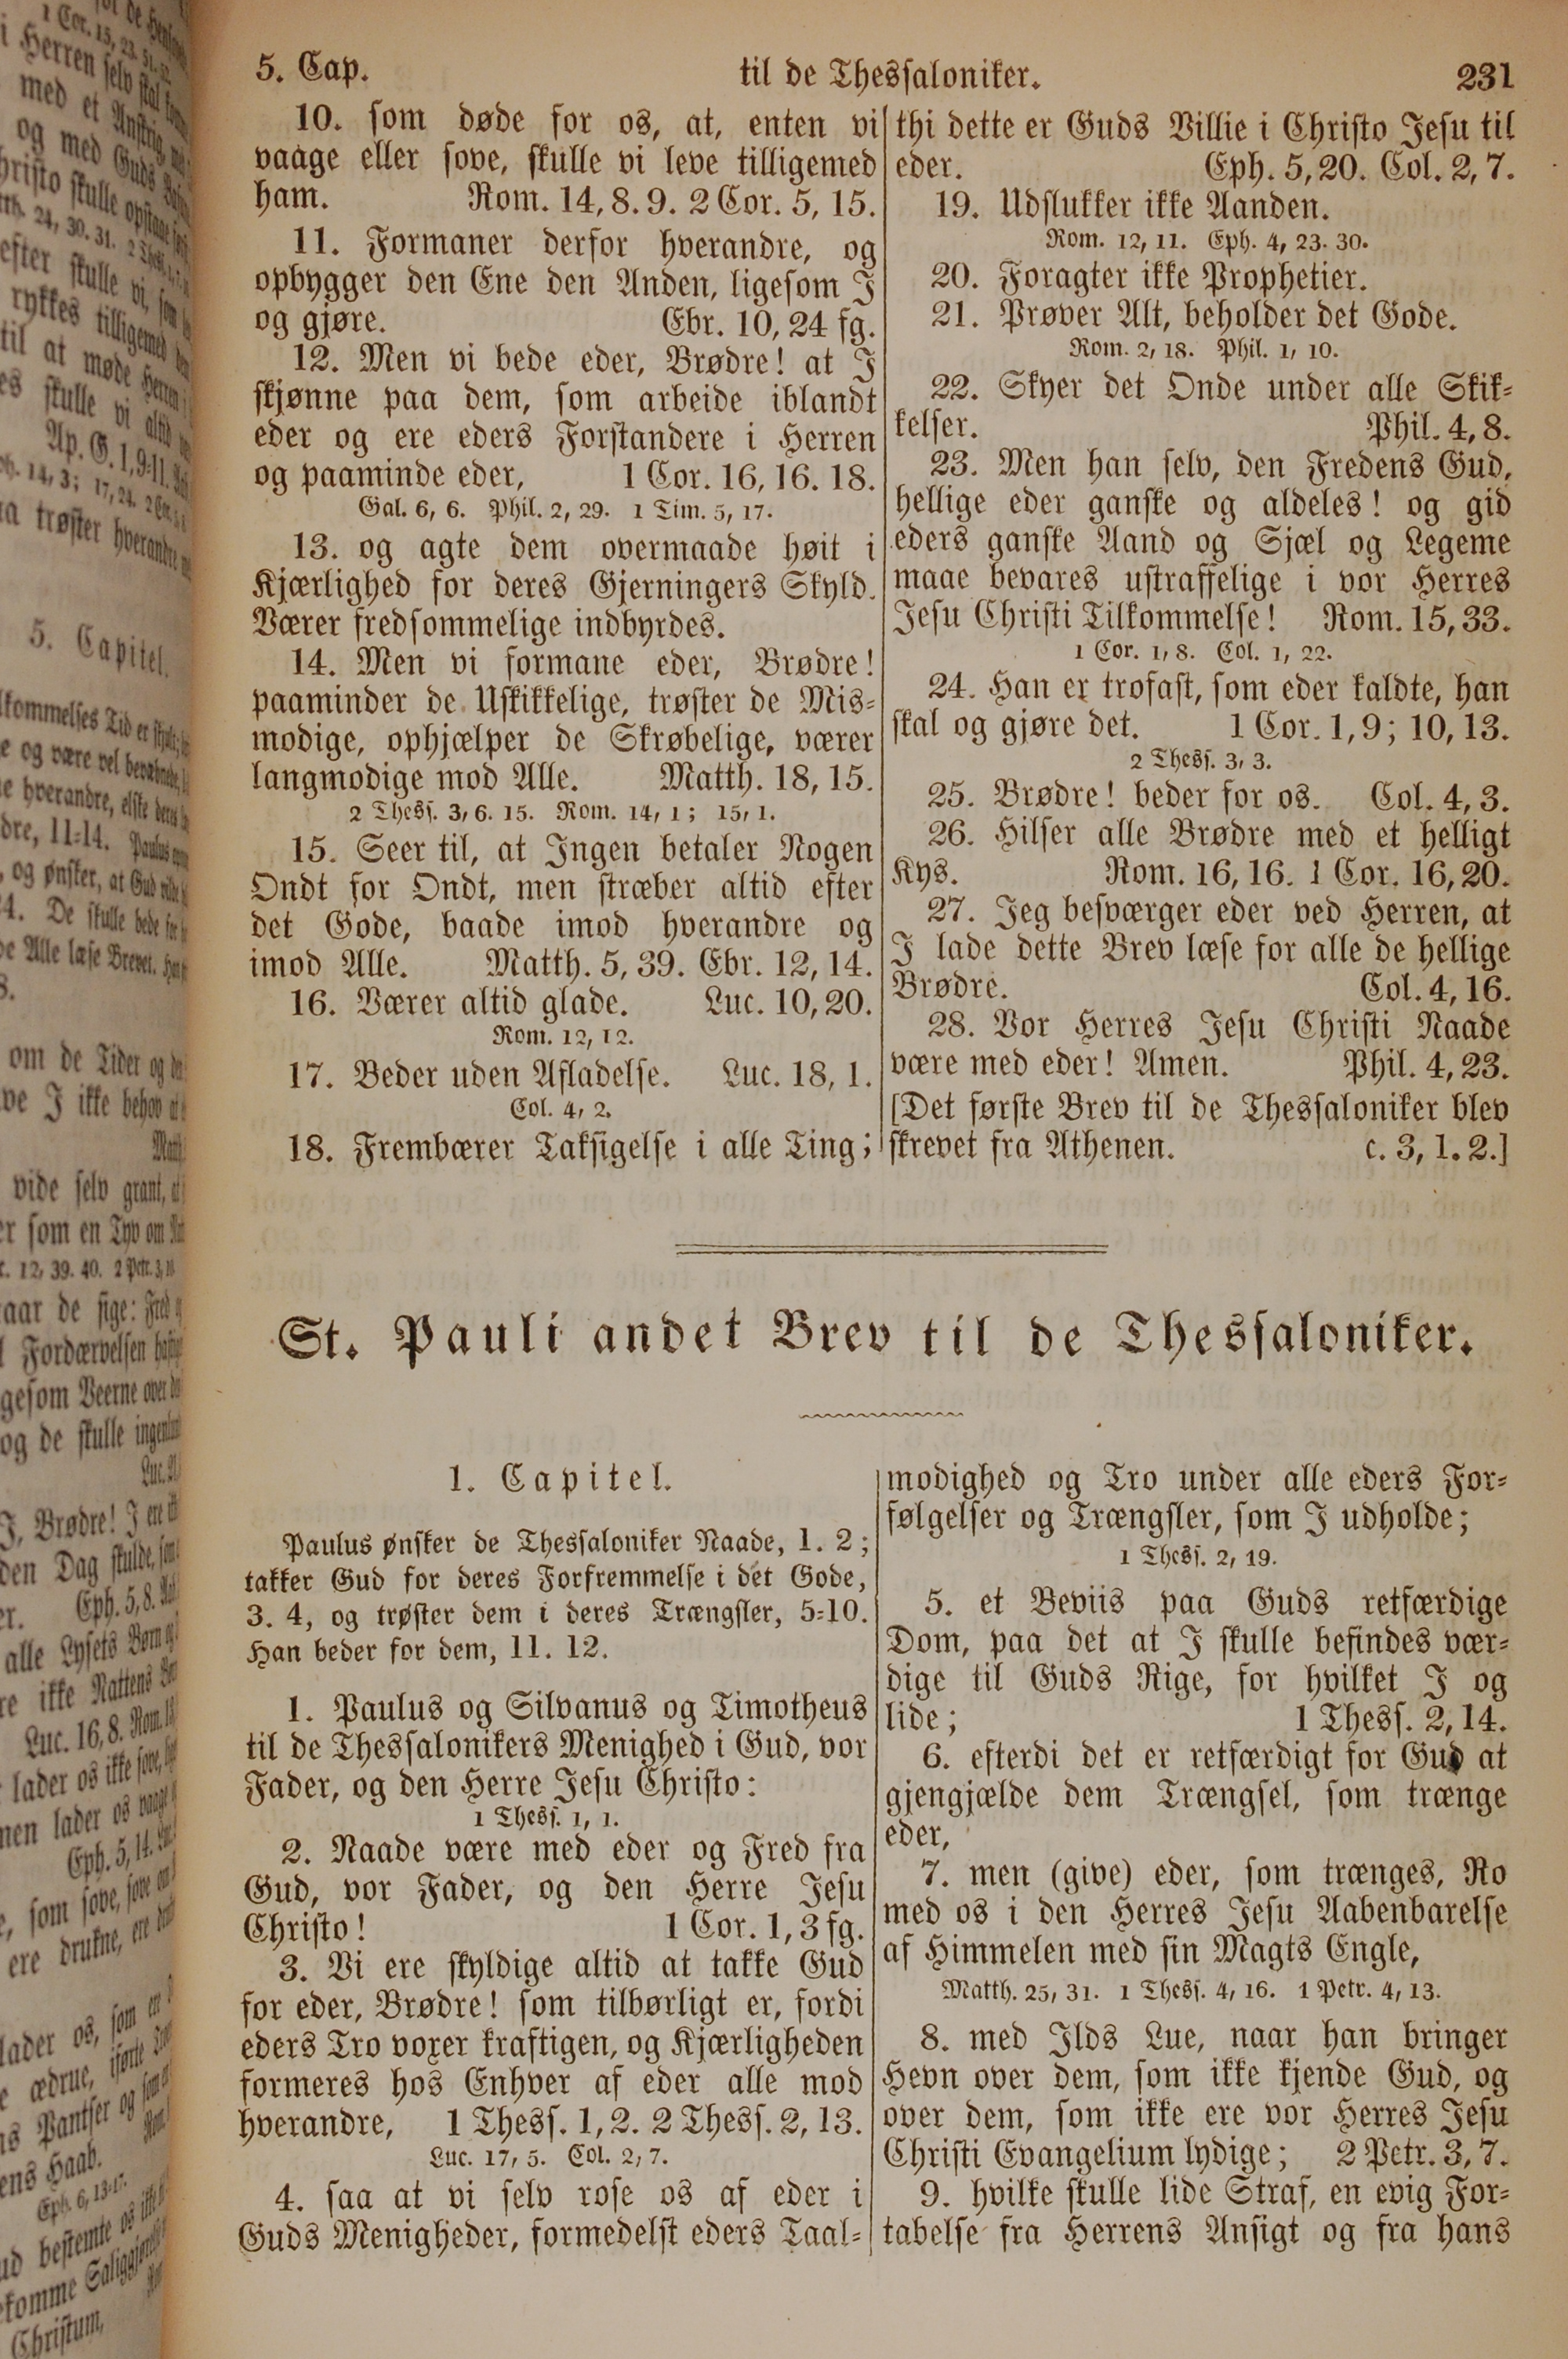 5. Cap.
til de Thessaloniker.
231
10. som døde for os, at, enten vi
vaage eller sove, skulle vi leve tilligemed
ham. Rom. 14, 8. 9. 2 Cor. 5, 15.
11. Formaner derfor hverandre, og
opbygger den Ene den Anden, ligesom I
og gjøre. Ebr. 10, 24 fg.
12. Men vi bede eder, Brødre! at I
skjønne paa dem, som arbeide iblandt
eder og ere eders Forstandere i Herren
og paaminde eder, 1 Cor. 16, 16. 18.
Gal. 6, 6. Phil. 2, 29. 1 Tim. 5, 17.
13. og agte dem overmaade høit i
Kjærlighed for deres Gjerningers Skyld.
Værer fredsommelige indbyrdes.
14. Men vi formane eder, Brødre!
paaminder de Uskikkelige, trøster de Mis-
modige, ophjælper de Skrøbelige, værer
langmodige mod Alle. Matth. 18, 15.
2 Thess. 3, 6. 15. Rom. 14, 1; 15, 1.
15. Seer til, at Ingen betaler Nogen
Ondt for Ondt, men stræber altid efter
det Gode, baade imod hverandre og
imod Alle. Matth. 5, 39. Ebr. 12, 14.
16. Værer altid glade. Luc. 10, 20.
Rom. 12, 12.
17. Beder uden Afladelse. Luc. 18, 1.
Col. 4, 2.
18. Frembærer Taksigelse i alle Ting;
thi dette er Guds Villie i Christo Jesu til
eder. Eph. 5, 20. Col. 2, 7.
19. Udslukker ikke Aanden.
Rom. 12, 11. Eph. 4, 23. 30.
20. Foragter ikke Prophetier.
21. Prøver Alt, beholder det Gode.
Rom. 2, 18. Phil. 1, 10.
22. Skyer det Onde under alle Skik-
kelser. Phil. 4, 8.
23. Men han selv, den Fredens Gud,
hellige eder ganske og aldeles! og gid
eders ganske Aand og Sjæl og Legeme
maae bevares ustraffelige i vor Herres
Jesu Christi Tilkommelse! Rom. 15, 33.
1 Cor. 1, 8. Col. 1, 22.
24. Han er trofast, som eder kaldte, han
skal og gjøre det. 1 Cor. 1, 9; 10, 13.
2 Thess. 3, 3.
25. Brødre! beder for os. Col. 4, 3.
26. Hilser alle Brødre med et helligt
Kys. Rom. 16, 16. 1 Cor. 16, 20.
27. Jeg besværger eder ved Herren, at
I lade dette Brev læse for alle de hellige
Brødre. Col. 4, 16.
28. Vor Herres Jesu Christi Naade
være med eder! Amen. Phil. 4, 23.
[Det første Brev til de Thessaloniker blev
skrevet fra Athenen. c. 3, 1. 2.]
St. Pauli andet Brev til de Thessaloniker.
1. Capitel.
Paulus ønsker de Thessaloniker Naade, 1. 2;
takker Gud for deres Forfremmelse i det Gode,
3. 4, og trøster dem i deres Trængsler, 5-10.
Han beder for dem, 11. 12.
1. Paulus og Silvanus og Timotheus
til de Thessalonikers Menighed i Gud, vor
Fader, og den Herre Jesu Christo:
1 Thess. 1, 1.
2. Naade være med eder og Fred fra
Gud, vor Fader, og den Herre Jesu
Christo! 1 Cor. 1, 3 fg.
3. Vi ere skyldige altid at takke Gud
for eder, Brødre! som tilbørligt er, fordi
eders Tro voxer kraftigen, og Kjærligheden
formeres hos Enhver af eder alle mod
hverandre, 1 Thess. 1, 2. 2 Thess. 2, 13.
Luc. 17, 5. Col. 2, 7.
4. saa at vi selv rose os af eder i
Guds Menigheder, formedelst eders Taal-
modighed og Tro under alle eders For-
følgelser og Trængsler, som I udholde;
1 Thess. 2, 19.
5. et Beviis paa Guds retfærdige
Dom, paa det at I skulle befindes vær-
dige til Guds Rige, for hvilket I og
lide; 1 Thess. 2, 14.
6. efterdi det er retfærdigt for Gud at
gjengjælde dem Trængsel, som trænge
eder,
7. men (give) eder, som trænges, Ro
med os i den Herres Jesu Aabenbarelse
af Himmelen med sin Magts Engle,
Matth. 25, 31. 1 Thess. 4, 16. 1 Petr. 4, 13.
8. med Ilds Lue, naar han bringer
Hevn over dem, som ikke kjende Gud, og
over dem, som ikke ere vor Herres Jesu
Christi Evangelium lydige; 2 Petr. 3, 7.
9. hvilke skulle lide Straf, en evig For-
tabelse fra Herrens Ansigt og fra hans